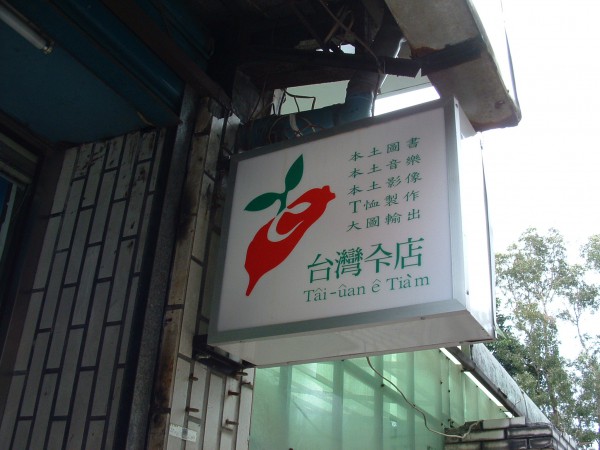 本土圖書
本土音樂
本土影像
T恤製作
大圖輸出
台灣亽店
Tâi-ûan ê Tiàm